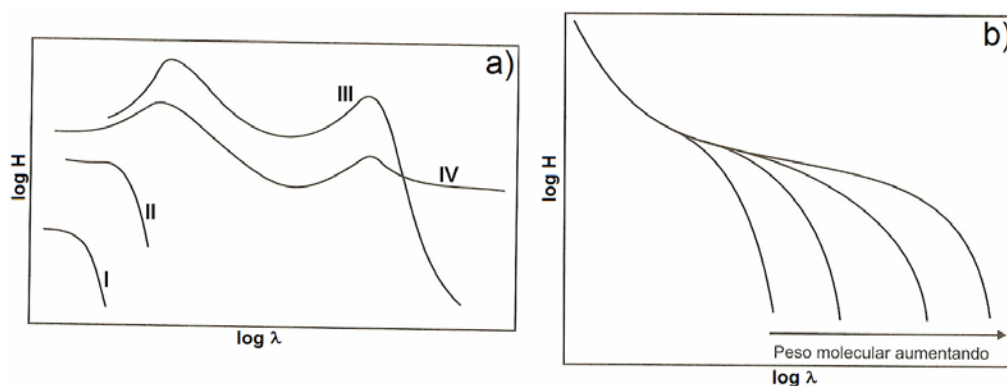 a)
III
IV
II
I
log H
log λ
b)
log H
Peso molecular aumentando
log λ